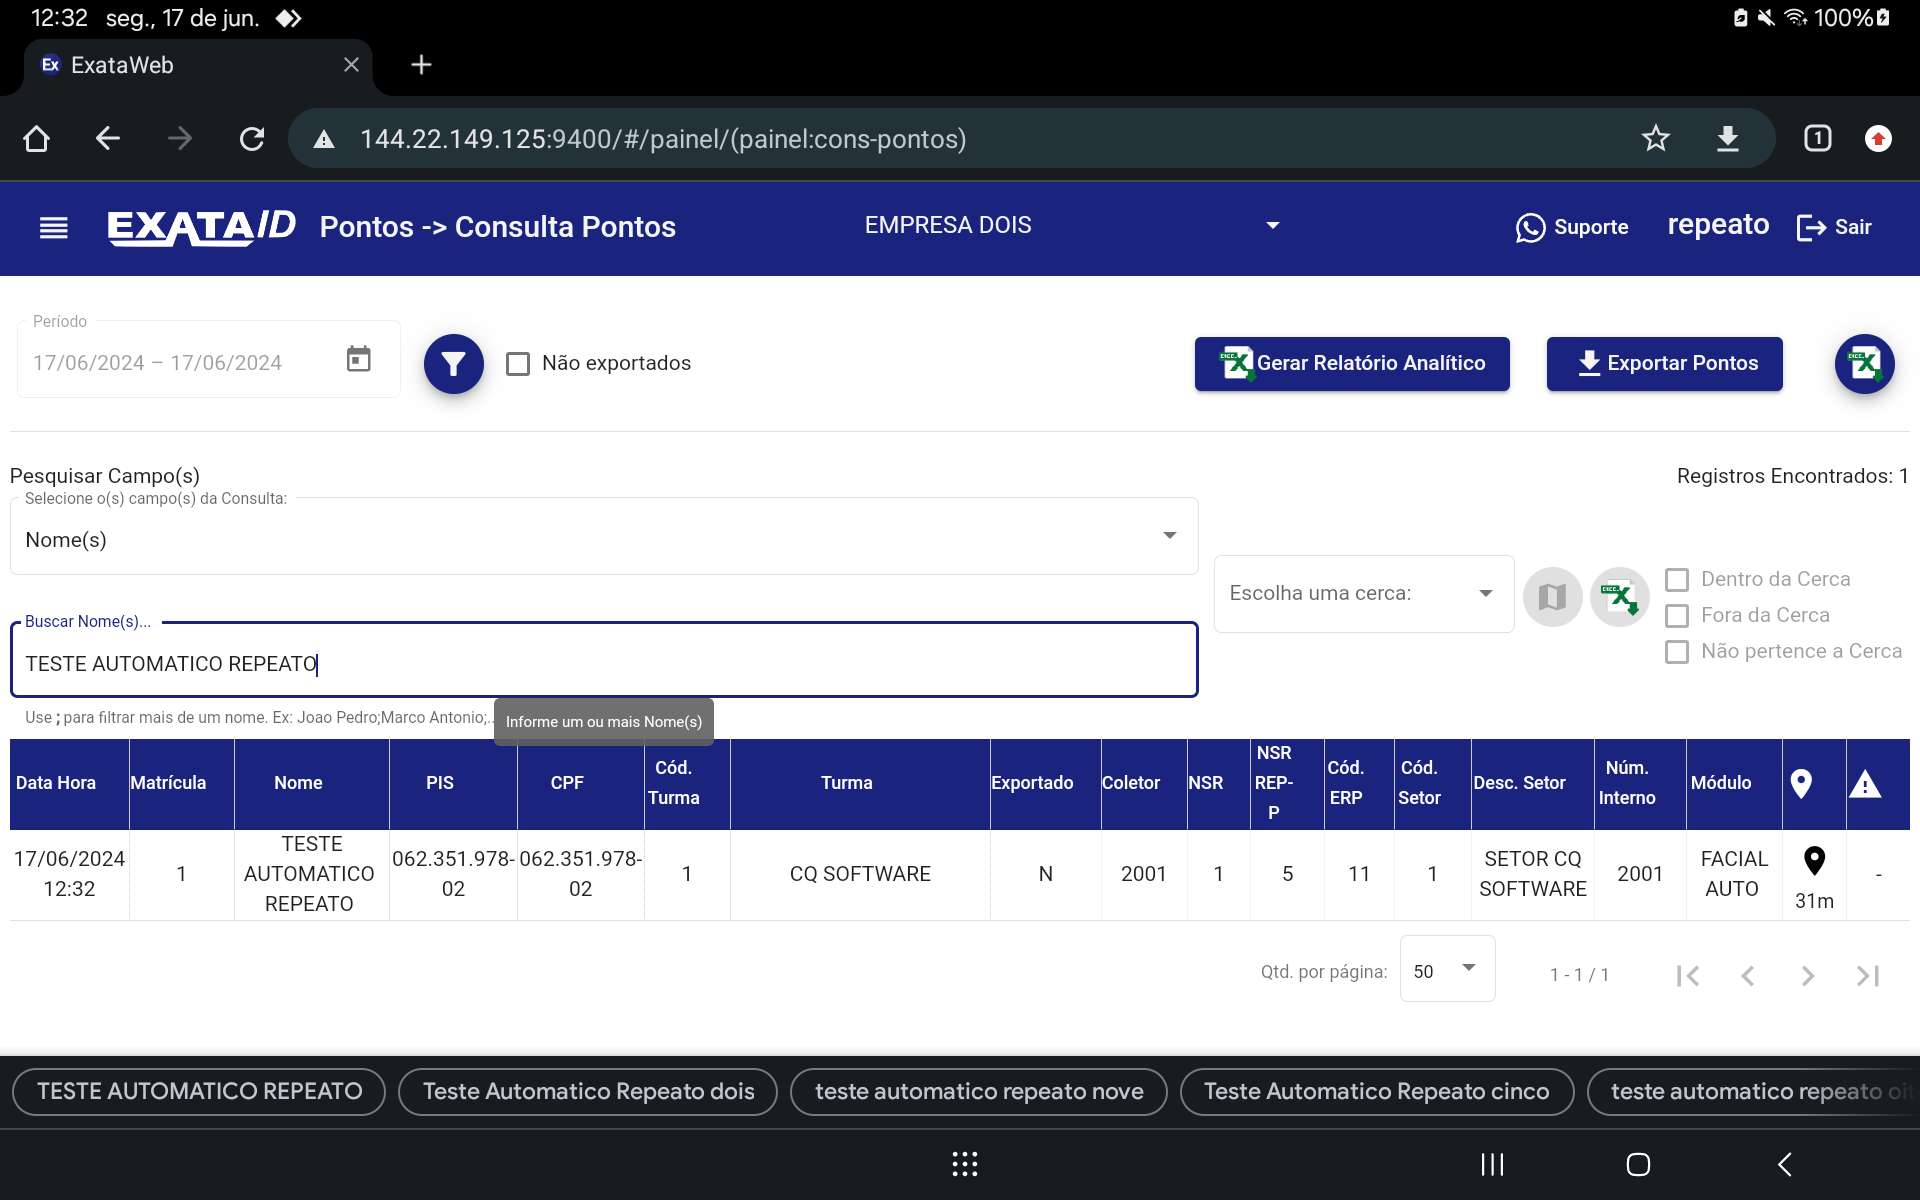 12:32 seg., 17 de jun. 100%
Ex ExataWeb
144.22.149.125:9400/#/painel/(painel:cons-pontos) 1
EXATA/ID Pontos -> Consulta Pontos EMPRESA DOIS Suporte repeato Sair
Período
17/06/2024 – 17/06/2024 Não exportados Gerar Relatório Analítico Exportar Pontos
Pesquisar Campo(s) Registros Encontrados: 1
Selecione o(s) campo(s) da Consulta:
Nome(s)
Escolha uma cerca: Dentro da Cerca
Fora da Cerca
Não pertence a Cerca
Buscar Nome(s)...
TESTE AUTOMATICO REPEATO
Use ; para filtrar mais de um nome. Ex: Joao Pedro;Marco Antonio;.. Informe um ou mais Nome(s)
Data Hora Matrícula Nome PIS CPF Cód. Turma Turma Exportado Coletor NSR NSR REP-P Cód. ERP Cód. Setor Desc. Setor Núm. Interno Módulo
17/06/2024 12:32 1 TESTE AUTOMATICO REPEATO 062.351.978-02 062.351.978-02 1 CQ SOFTWARE N 2001 1 5 11 1 SETOR CQ SOFTWARE 2001 FACIAL AUTO 31m -
Qtd. por página: 50 1 - 1 / 1
TESTE AUTOMATICO REPEATO Teste Automatico Repeato dois teste automatico repeato nove Teste Automatico Repeato cinco teste automatico repeato